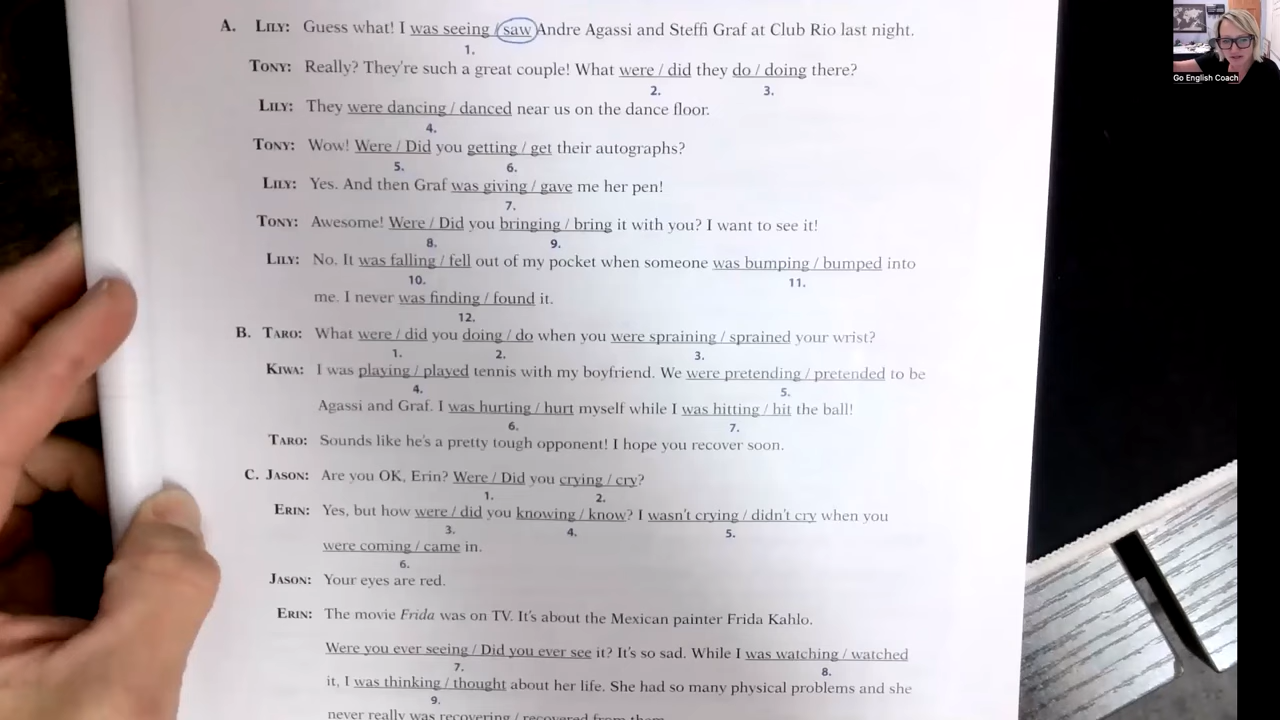 A. LILY: Guess what! I was seeing / saw Andre Agassi and Steffi Graf at Club Rio last night.
1.
TONY: Really? They're such a great couple! What were / did they do / doing there?
2. 3.
LILY: They were dancing / danced near us on the dance floor.
4.
TONY: Wow! Were / Did you getting / get their autographs?
5. 6.
LILY: Yes. And then Graf was giving / gave me her pen!
7.
TONY: Awesome! Were / Did you bringing / bring it with you? I want to see it!
8. 9.
LILY: No. It was falling / fell out of my pocket when someone was bumping / bumped into
10. 11.
me. I never was finding / found it.
12.
B. TARO: What were / did you doing / do when you were spraining / sprained your wrist?
1. 2. 3.
KIWA: I was playing / played tennis with my boyfriend. We were pretending / pretended to be
4. 5.
Agassi and Graf. I was hurting / hurt myself while I was hitting / hit the ball!
6. 7.
TARO: Sounds like he's a pretty tough opponent! I hope you recover soon.
C. JASON: Are you OK, Erin? Were / Did you crying / cry?
1. 2.
ERIN: Yes, but how were / did you knowing / know? I wasn't crying / didn't cry when you
3. 4. 5.
were coming / came in.
6.
JASON: Your eyes are red.
ERIN: The movie Frida was on TV. It's about the Mexican painter Frida Kahlo.
Were you ever seeing / Did you ever see it? It's so sad. While I was watching / watched
7. 8.
it, I was thinking / thought about her life. She had so many physical problems and she
9.
never really was recovering / recovered from them
Go English Coach